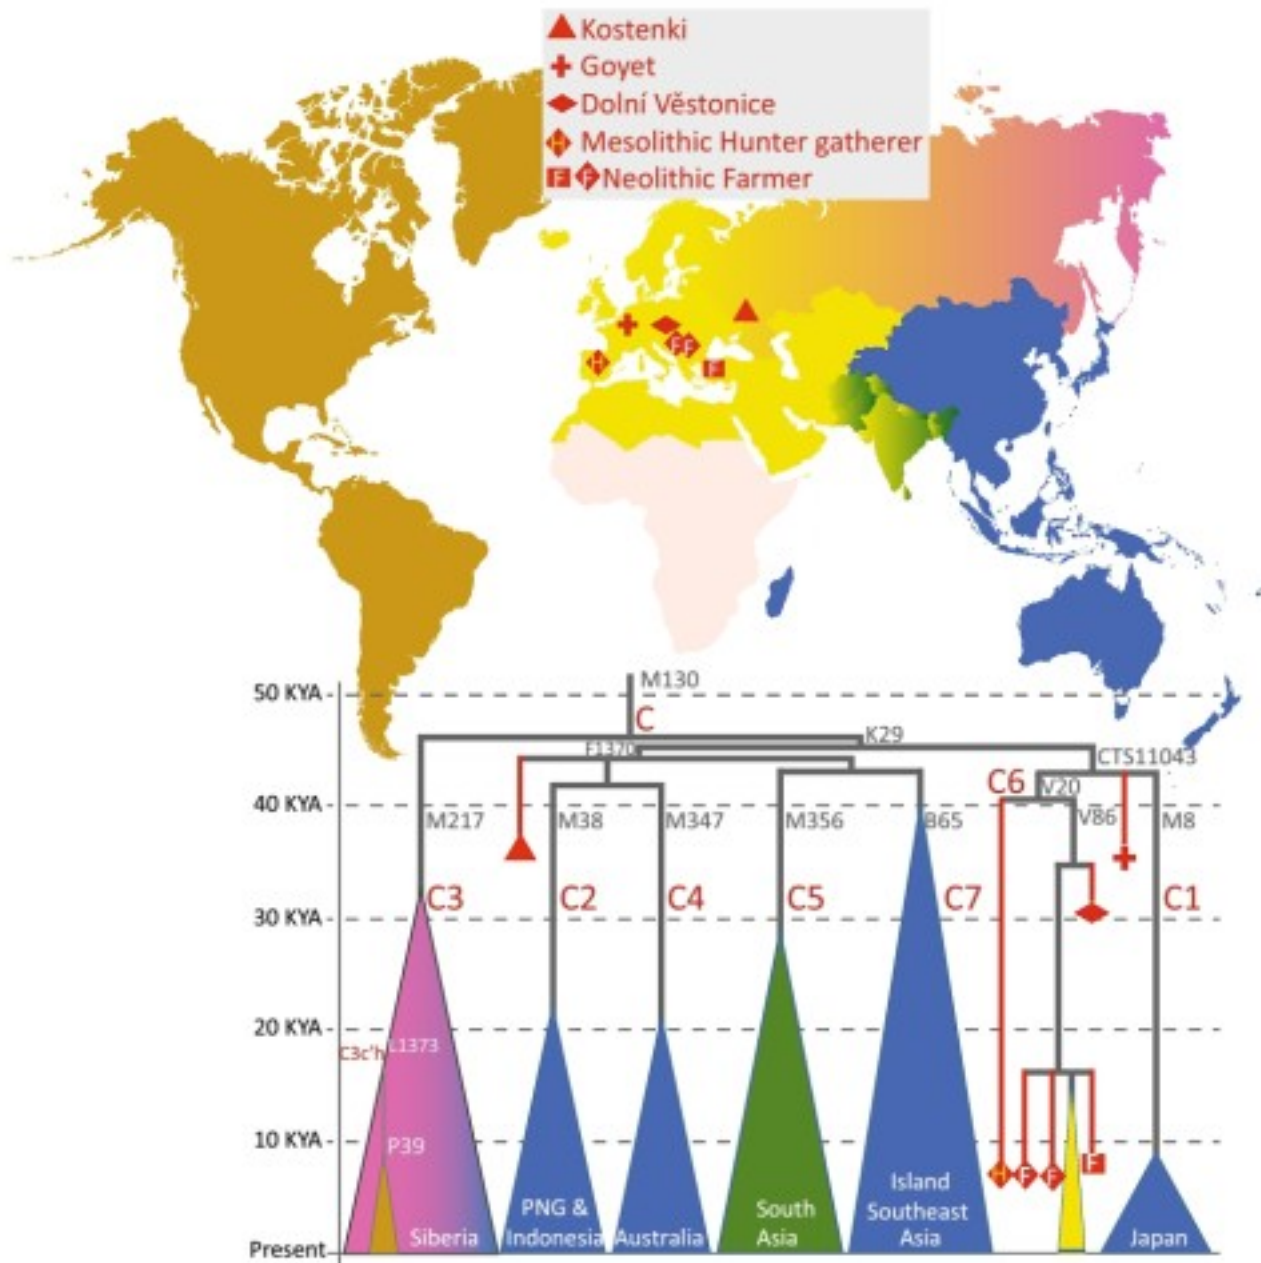 Kostenki
Goyet
Dolní Věstonice
H Mesolithic Hunter gatherer
F F Neolithic Farmer
F F
H
F
M130
50 KYA
C
K29
F1370
CTS11043
C6 V20
40 KYA
M217 M38 M347 M356 B65 V86 M8
C3 C2 C4 C5 C7 C1
30 KYA
20 KYA
C3c'h L1373
10 KYA
P39
H F F F
Siberia
PNG &
Indonesia
Australia
South
Asia
Island
Southeast
Asia
Japan
Present